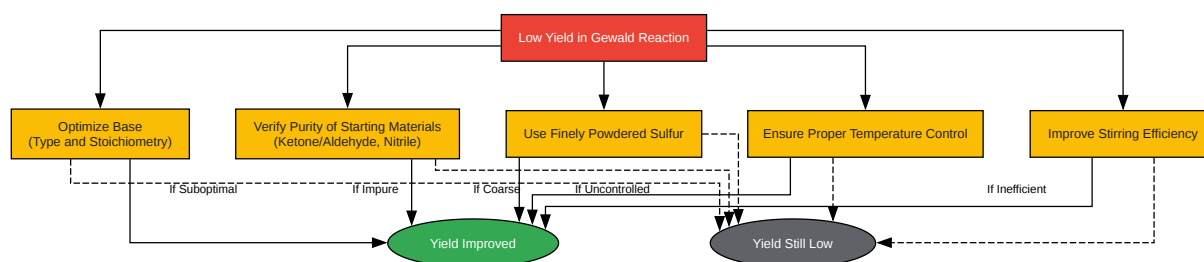 Low Yield in Gewald Reaction
Optimize Base
(Type and Stoichiometry)
Verify Purity of Starting Materials
(Ketone/Aldehyde, Nitrile)
Use Finely Powdered Sulfur
Ensure Proper Temperature Control
Improve Stirring Efficiency
If Suboptimal
If Impure
If Coarse
If Uncontrolled
If Inefficient
Yield Improved
Yield Still Low